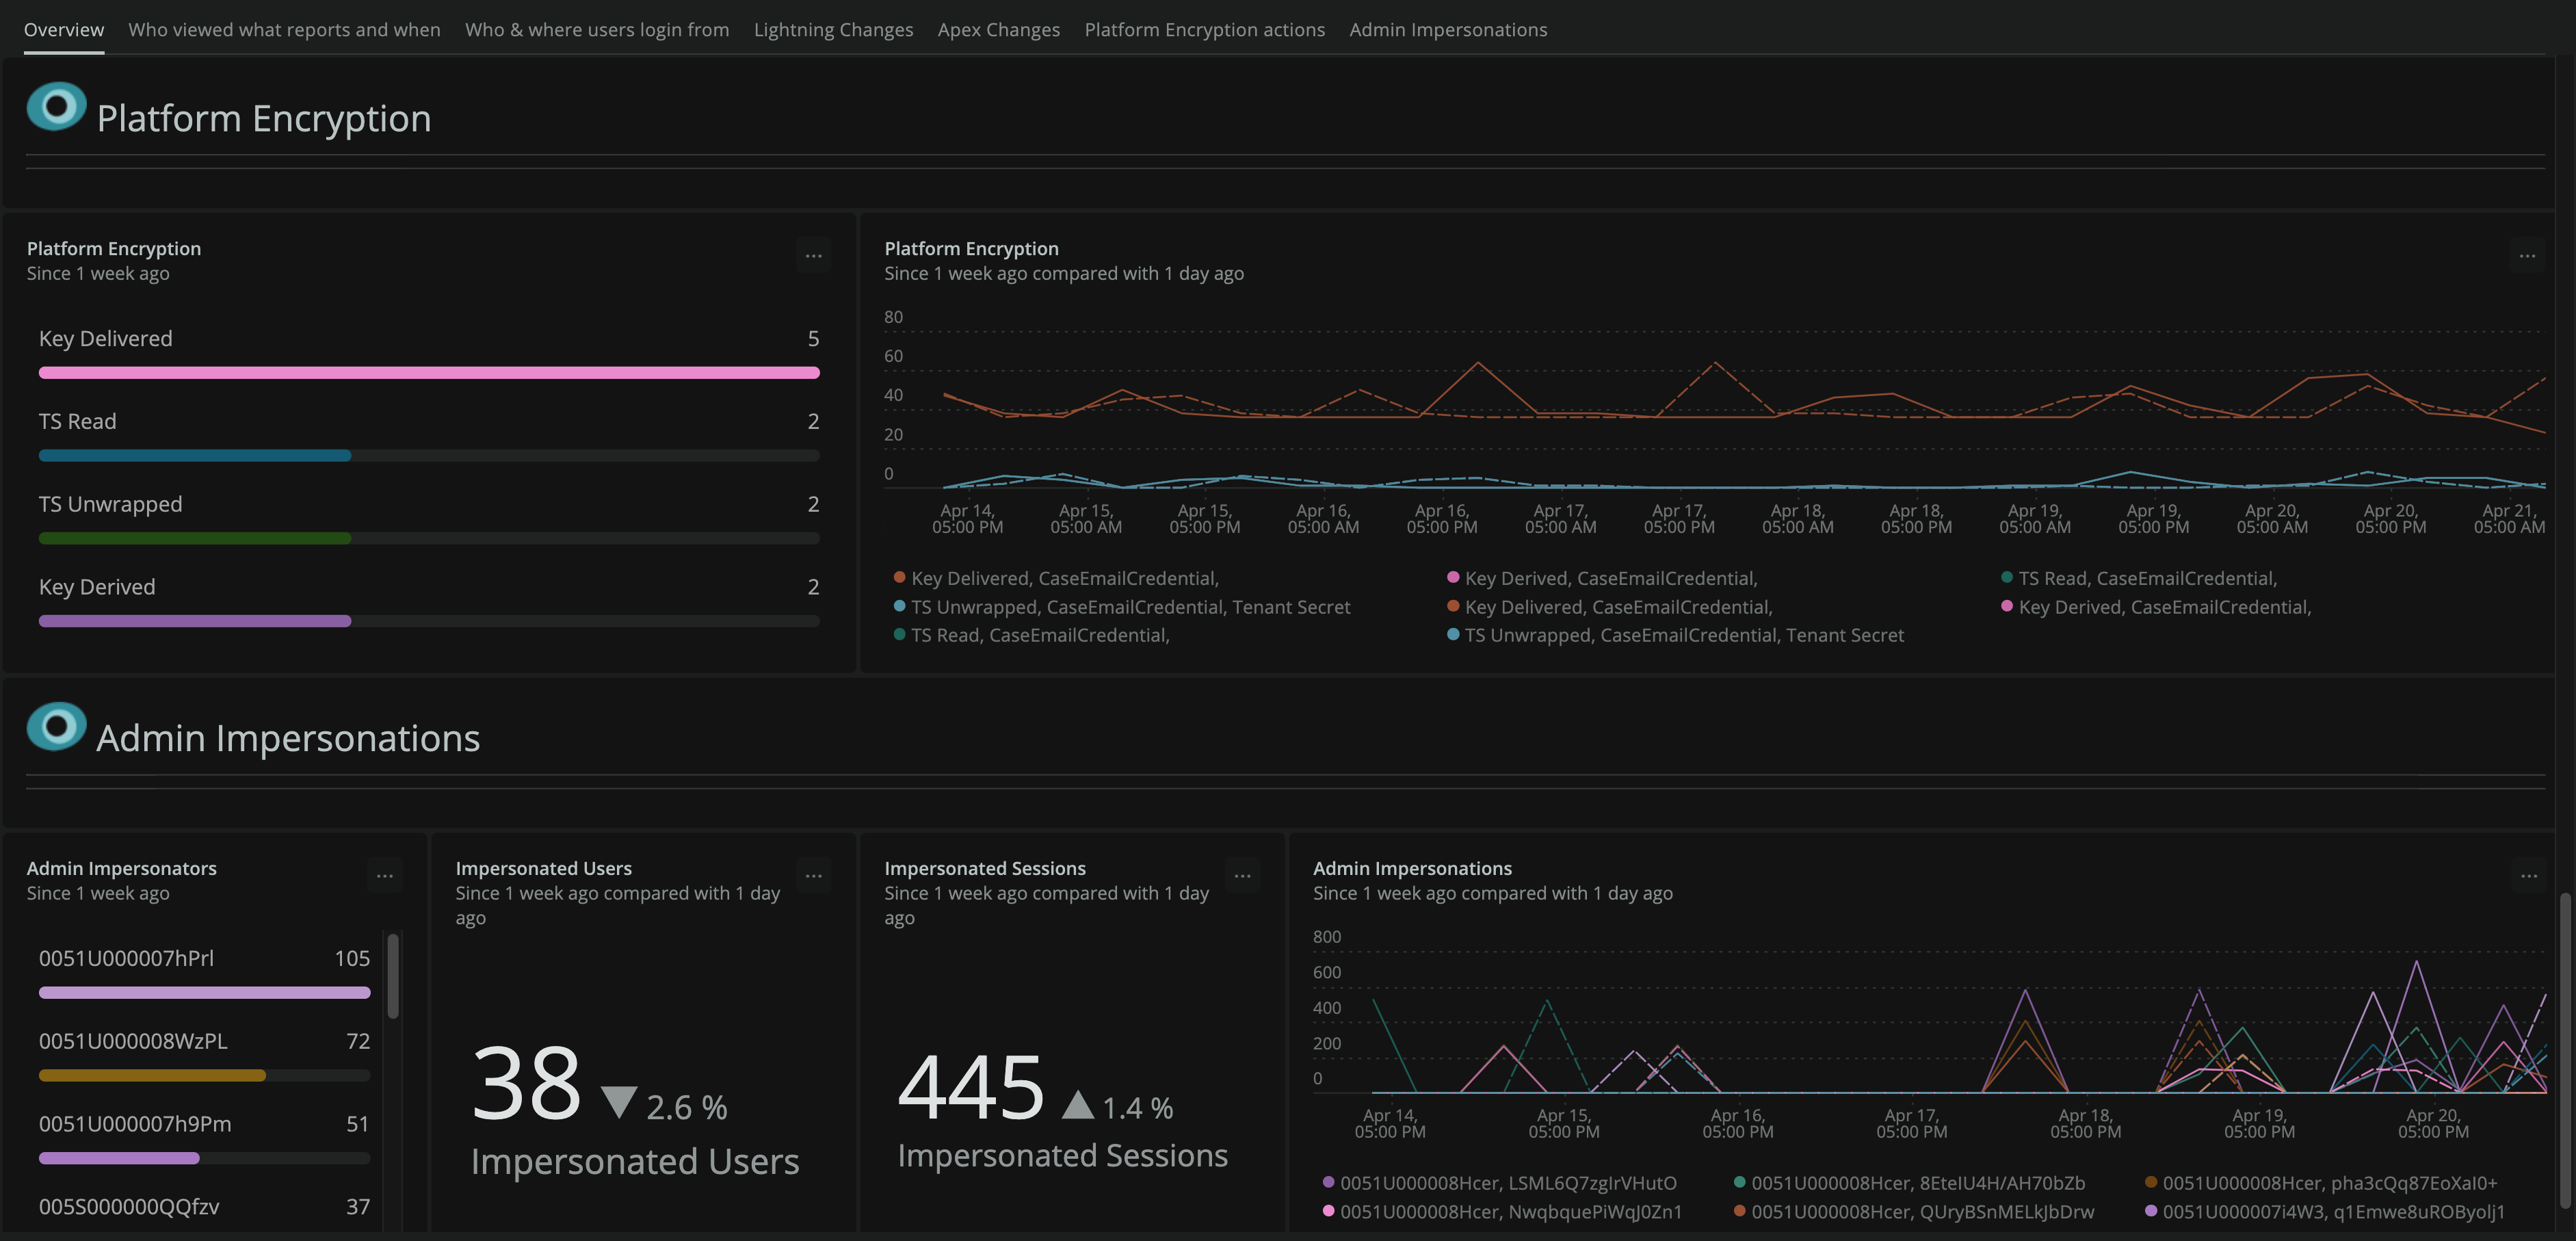 Overview Who viewed what reports and when Who & where users login from Lightning Changes Apex Changes Platform Encryption actions Admin Impersonations
Platform Encryption
Platform Encryption
Since 1 week ago
...
Key Delivered 5
TS Read 2
TS Unwrapped 2
Key Derived 2
Platform Encryption
Since 1 week ago compared with 1 day ago
...
80
60
40
20
0
Apr 14, 05:00 PM
Apr 15, 05:00 AM
Apr 15, 05:00 PM
Apr 16, 05:00 AM
Apr 16, 05:00 PM
Apr 17, 05:00 AM
Apr 17, 05:00 PM
Apr 18, 05:00 AM
Apr 18, 05:00 PM
Apr 19, 05:00 AM
Apr 19, 05:00 PM
Apr 20, 05:00 AM
Apr 20, 05:00 PM
Apr 21, 05:00 AM
Key Delivered, CaseEmailCredential, Key Derived, CaseEmailCredential, TS Read, CaseEmailCredential,
TS Unwrapped, CaseEmailCredential, Tenant Secret Key Delivered, CaseEmailCredential, Key Derived, CaseEmailCredential,
TS Read, CaseEmailCredential, TS Unwrapped, CaseEmailCredential, Tenant Secret
Admin Impersonations
Admin Impersonators
Since 1 week ago
...
0051U000007hPrl 105
0051U000008WzPL 72
0051U000007h9Pm 51
005S000000QQfzv 37
Impersonated Users
Since 1 week ago compared with 1 day
ago
...
38 2.6 %
Impersonated Users
Impersonated Sessions
Since 1 week ago compared with 1 day
ago
...
445 1.4 %
Impersonated Sessions
Admin Impersonations
Since 1 week ago compared with 1 day ago
...
800
600
400
200
0
Apr 14, 05:00 PM
Apr 15, 05:00 PM
Apr 16, 05:00 PM
Apr 17, 05:00 PM
Apr 18, 05:00 PM
Apr 19, 05:00 PM
Apr 20, 05:00 PM
0051U000008Hcer, LSML6Q7zgIrVHutO 0051U000008Hcer, 8EteIU4H/AH70bZb 0051U000008Hcer, pha3cQq87EoXaI0+
0051U000008Hcer, NwqbquePiWqJ0Zn1 0051U000008Hcer, QUryBSnMELkJbDrw 0051U000007i4W3, q1Emwe8uROByolj1